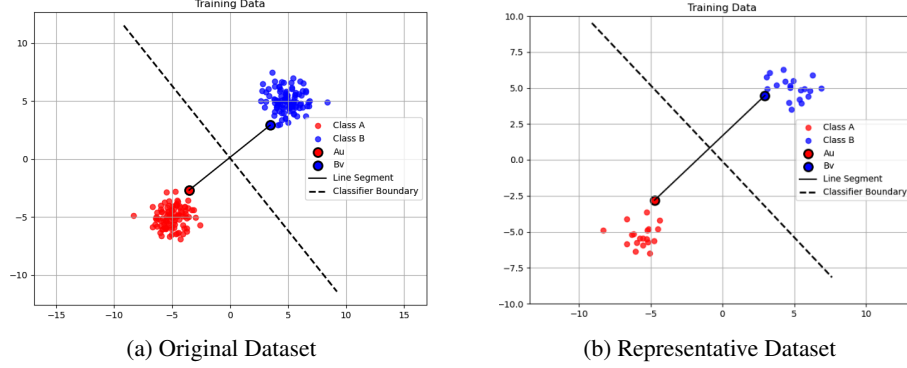 Training Data
10
5
0
−5
−10
−15
−10
−5
0
5
10
15
Class A
Class B
Au
Bv
Line Segment
Classifier Boundary
(a) Original Dataset
Training Data
10.0
7.5
5.0
2.5
0.0
−2.5
−5.0
−7.5
−10.0
−10
−5
0
5
10
Class A
Class B
Au
Bv
Line Segment
Classifier Boundary
(b) Representative Dataset